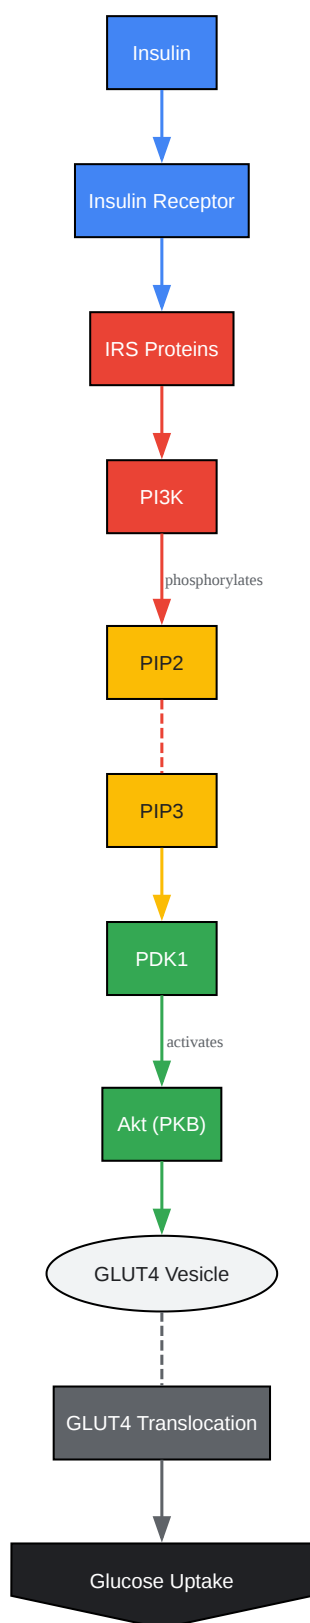 Insulin
Insulin Receptor
IRS Proteins
PI3K
phosphorylates
PIP2
PIP3
PDK1
activates
Akt (PKB)
GLUT4 Vesicle
GLUT4 Translocation
Glucose Uptake